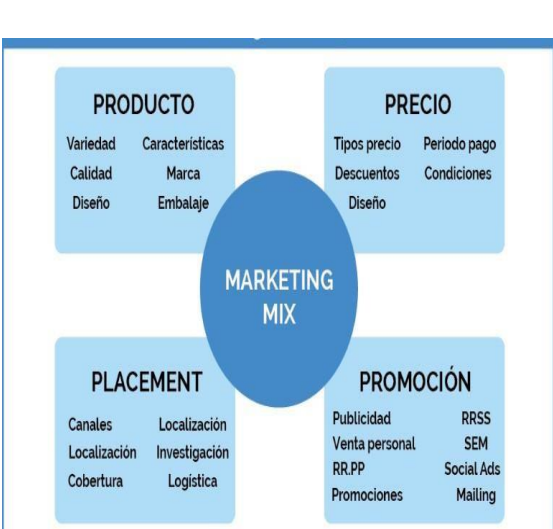 PRODUCTO
Variedad Características
Calidad Marca
Diseño Embalaje
PRECIO
Tipos precio Periodo pago
Descuentos Condiciones
Diseño
MARKETING
MIX
PLACEMENT
Canales Localización
Localización Investigación
Cobertura Logística
PROMOCIÓN
Publicidad RRSS
Venta personal SEM
RR.PP Social Ads
Promociones Mailing